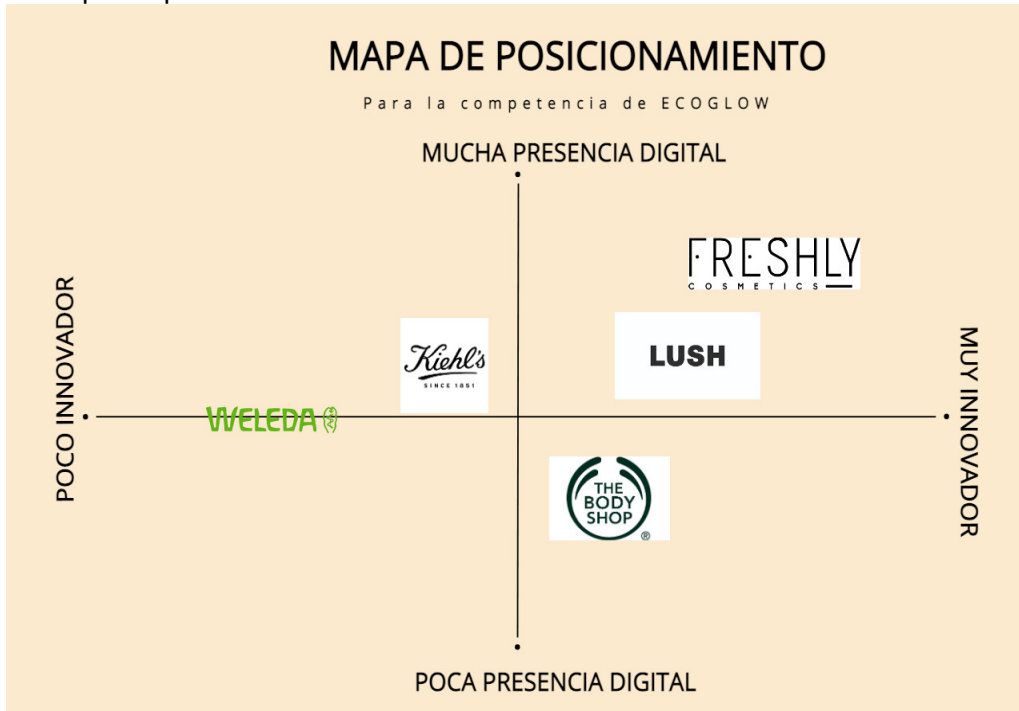 MAPA DE POSICIONAMIENTO
Para la competencia de ECOGLOW
MUCHA PRESENCIA DIGITAL
FRESHLY
COSMETICS
POCO INNOVADOR
Kiehl's
SINCE 1851
LUSH
MUY INNOVADOR
WELEDA
THE
BODY
SHOP
®
POCA PRESENCIA DIGITAL